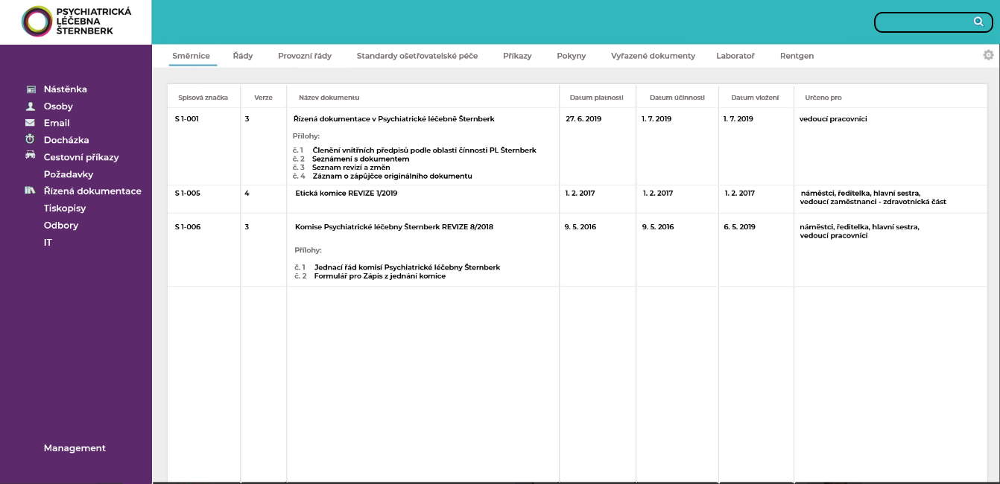 PSYCHIATRICKÁ
LÉČEBNA
ŠTERNBERK
Směrnice Řády Provozní řády Standardy ošetřovatelské péče Příkazy Pokyny Vyřazené dokumenty Laboratoř Rentgen
Nástěnka
Osoby
Email
Docházka
Cestovní příkazy
Požadavky
Řízená dokumentace
Tiskopisy
Odbory
IT
Management
Spisová značka Verze Název dokumentu Datum platnosti Datum účinnosti Datum vložení Určeno pro
S 1-001 3 Řízená dokumentace v Psychiatrické léčebně Šternberk 27. 6. 2019 1. 7. 2019 1. 7. 2019 vedoucí pracovníci
Přílohy:
č. 1 Členění vnitřních předpisů podle oblasti činnosti PL Šternberk
č. 2 Seznámení s dokumentem
č. 3 Seznam revizí a změn
č. 4 Záznam o zápůjčce originálního dokumentu
S 1-005 4 Etická komice REVIZE 1/2019 1. 2. 2017 1. 2. 2017 1. 2. 2017 náměstci, ředitelka, hlavní sestra,
vedoucí zaměstnanci - zdravotnická část
S 1-006 3 Komise Psychiatrické léčebny Šternberk REVIZE 8/2018 9. 5. 2016 9. 5. 2016 6. 5. 2019 náměstci, ředitelka, hlavní sestra,
vedoucí pracovníci
Přílohy:
č. 1 Jednací řád komisí Psychiatrické léčebny Šternberk
č. 2 Formulář pro Zápis z jednání komice